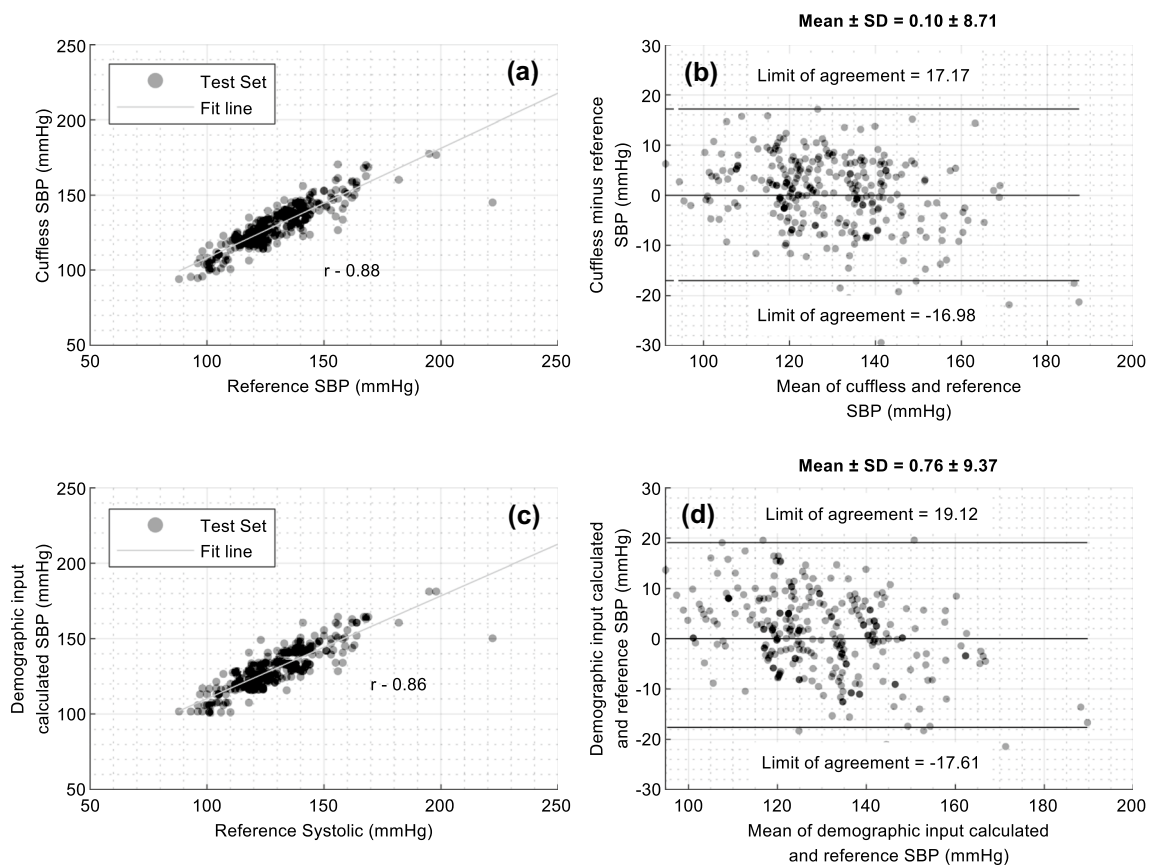 Mean ± SD = 0.10 ± 8.71
250
200
150
100
50
Cuffless SBP (mmHg)
Test Set
Fit line
(a)
r - 0.88
50
100
150
200
250
Reference SBP (mmHg)
30
20
10
0
-10
-20
-30
Cuffless minus reference
SBP (mmHg)
(b)
Limit of agreement = 17.17
Limit of agreement = -16.98
100
120
140
160
180
200
Mean of cuffless and reference
SBP (mmHg)
250
200
150
100
50
Demographic input
calculated SBP (mmHg)
Test Set
Fit line
(c)
r - 0.86
50
100
150
200
250
Reference Systolic (mmHg)
Mean ± SD = 0.76 ± 9.37
30
20
10
0
-10
-20
-30
Demographic input calculated
and reference SBP (mmHg)
(d)
Limit of agreement = 19.12
Limit of agreement = -17.61
100
120
140
160
180
200
Mean of demographic input calculated
and reference SBP (mmHg)